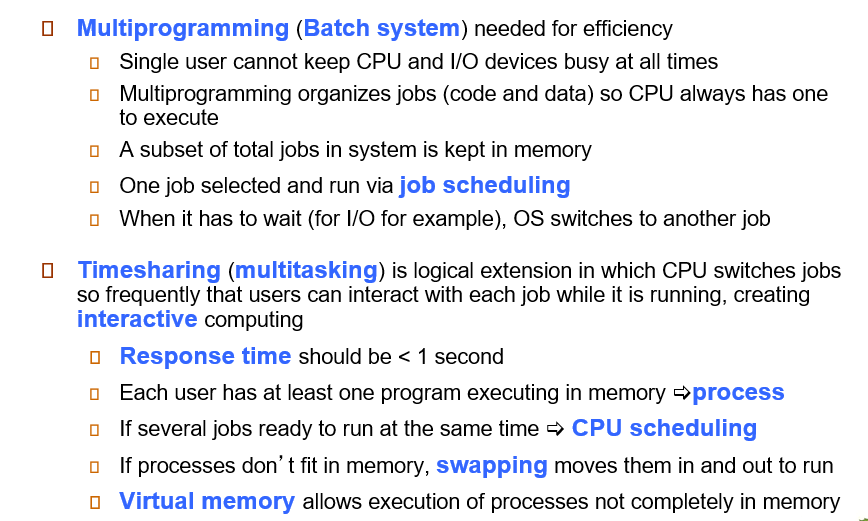 Multiprogramming (Batch system) needed for efficiency
Single user cannot keep CPU and I/O devices busy at all times
Multiprogramming organizes jobs (code and data) so CPU always has one
to execute
A subset of total jobs in system is kept in memory
One job selected and run via job scheduling
When it has to wait (for I/O for example), OS switches to another job
Timesharing (multitasking) is logical extension in which CPU switches jobs
so frequently that users can interact with each job while it is running, creating
interactive computing
Response time should be < 1 second
Each user has at least one program executing in memory ⇨process
If several jobs ready to run at the same time ⇨ CPU scheduling
If processes don’t fit in memory, swapping moves them in and out to run
Virtual memory allows execution of processes not completely in memory